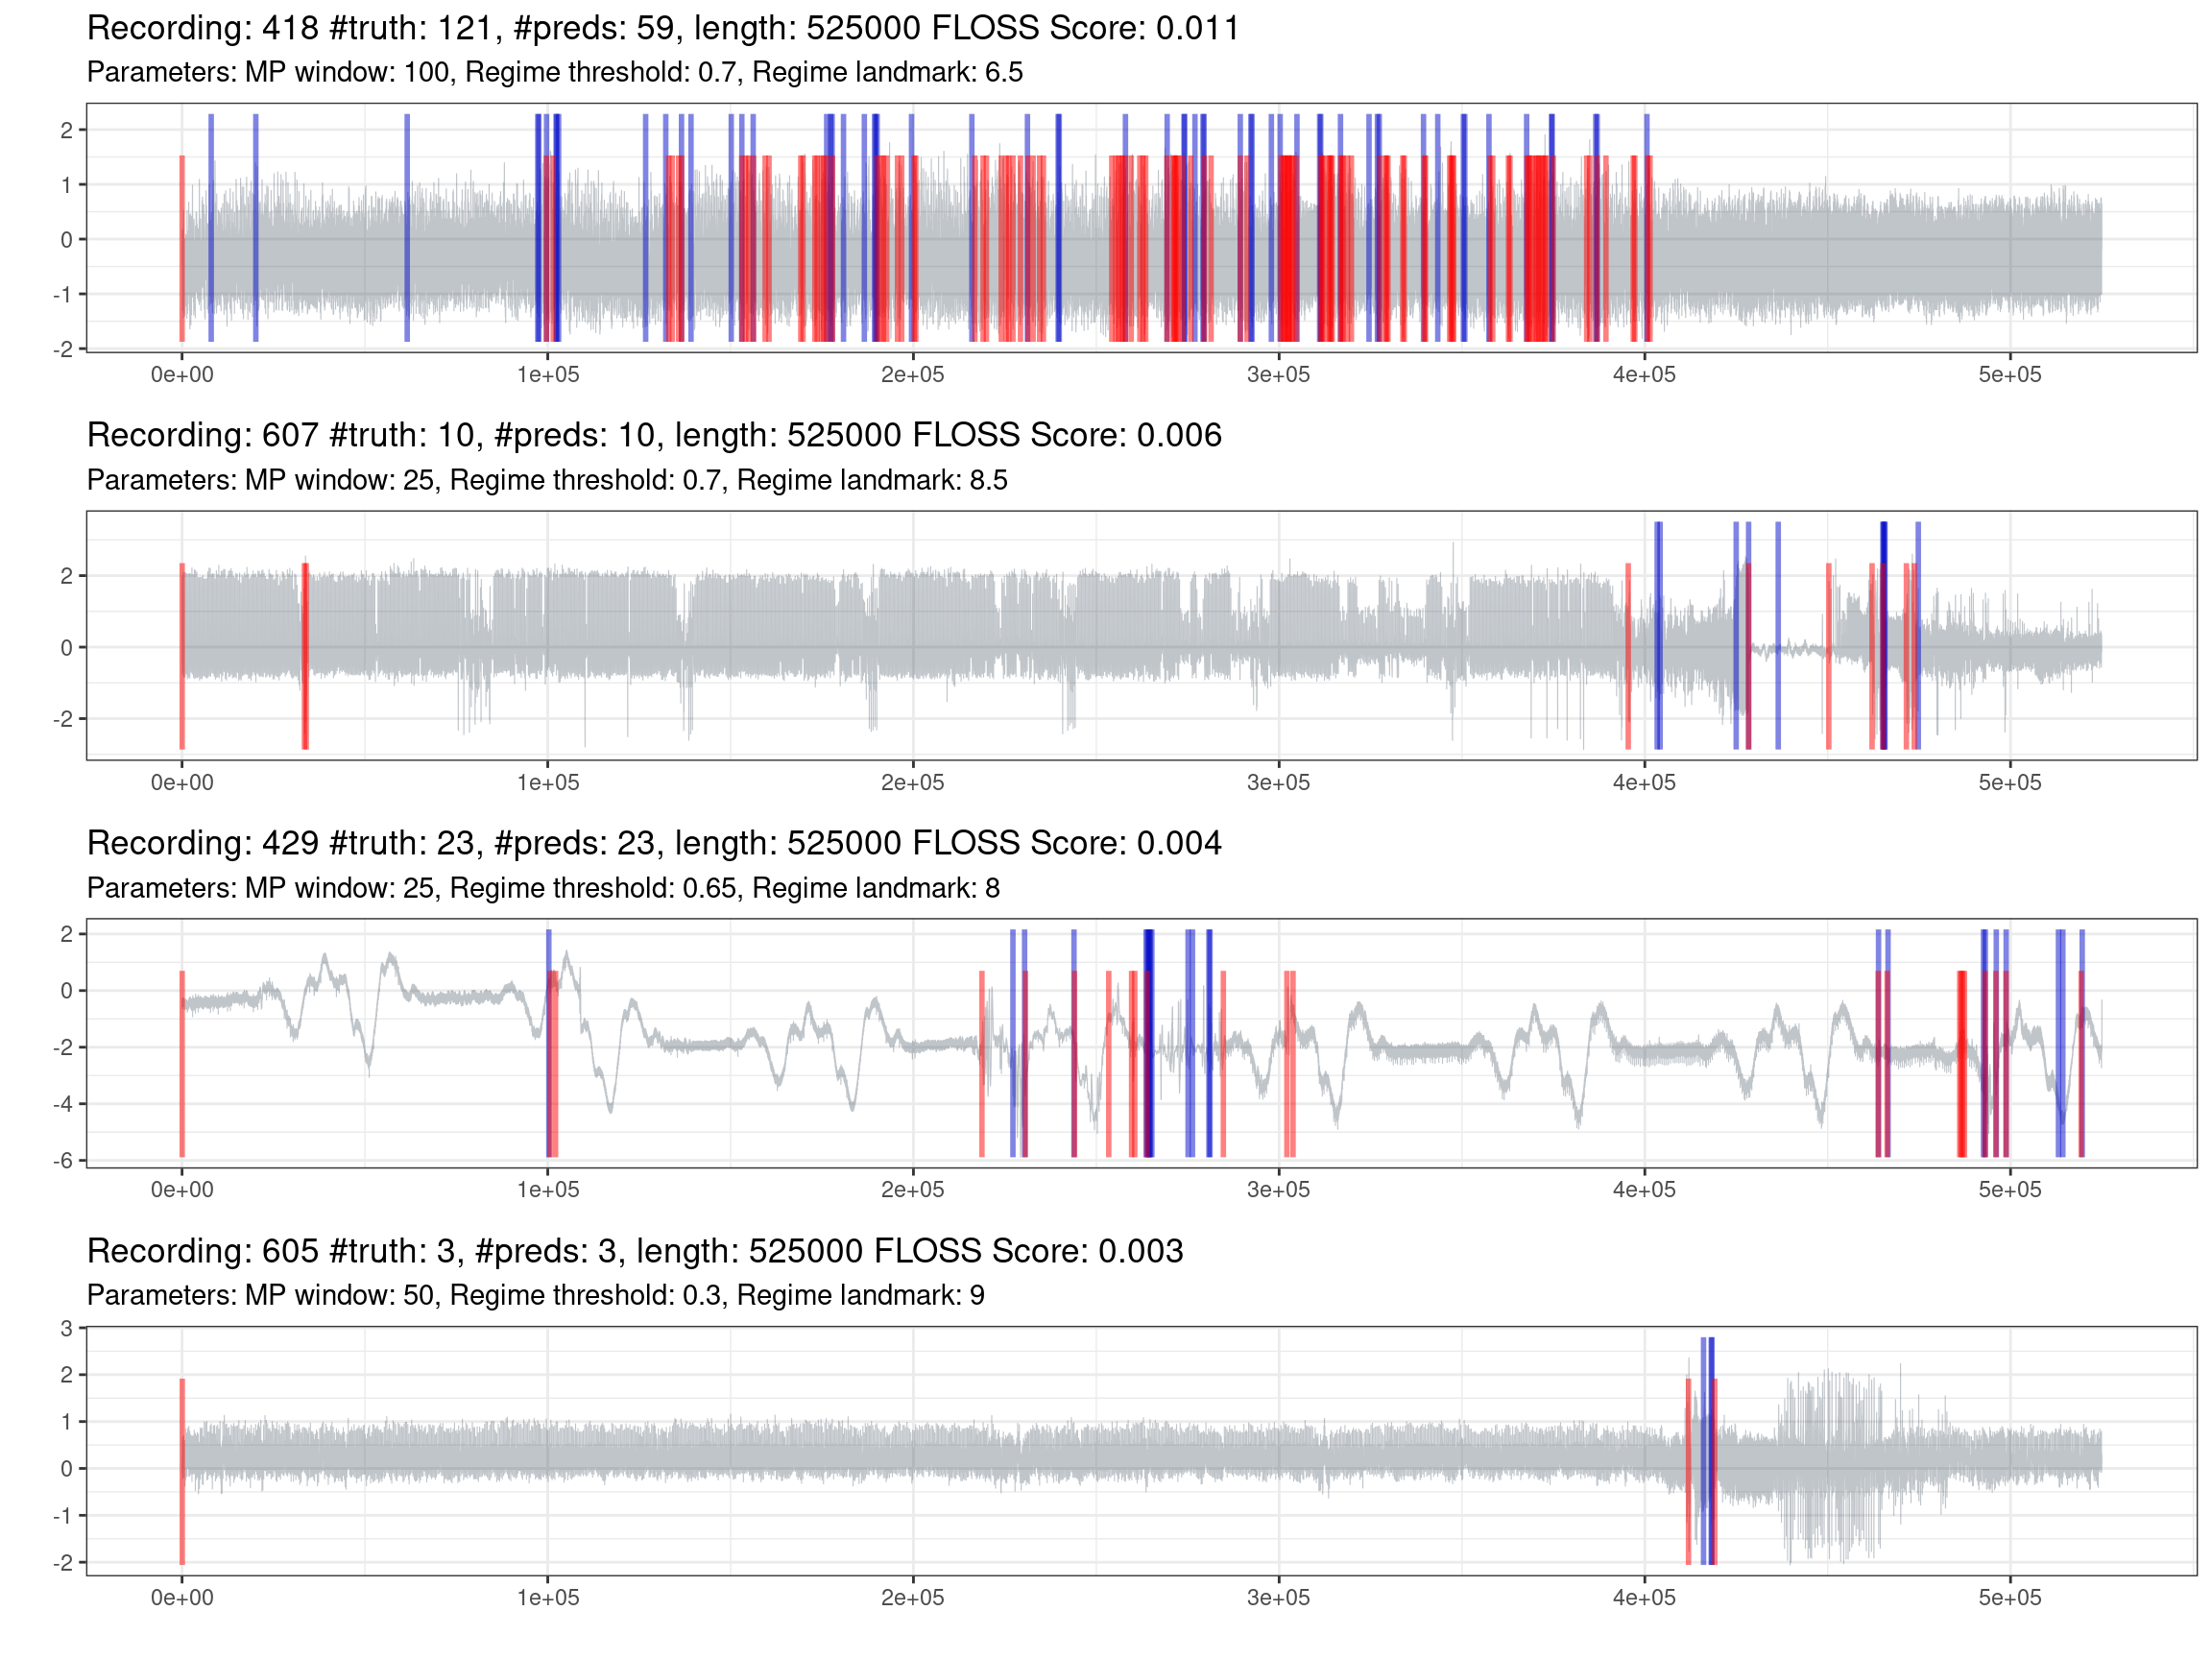 Recording: 418 #truth: 121, #preds: 59, length: 525000 FLOSS Score: 0.011
Parameters: MP window: 100, Regime threshold: 0.7, Regime landmark: 6.5
2
1
0
-1
-2
0e+00 1e+05 2e+05 3e+05 4e+05 5e+05
Recording: 607 #truth: 10, #preds: 10, length: 525000 FLOSS Score: 0.006
Parameters: MP window: 25, Regime threshold: 0.7, Regime landmark: 8.5
2
0
-2
0e+00 1e+05 2e+05 3e+05 4e+05 5e+05
Recording: 429 #truth: 23, #preds: 23, length: 525000 FLOSS Score: 0.004
Parameters: MP window: 25, Regime threshold: 0.65, Regime landmark: 8
2
0
-2
-4
-6
0e+00 1e+05 2e+05 3e+05 4e+05 5e+05
Recording: 605 #truth: 3, #preds: 3, length: 525000 FLOSS Score: 0.003
Parameters: MP window: 50, Regime threshold: 0.3, Regime landmark: 9
3
2
1
0
-1
-2
0e+00 1e+05 2e+05 3e+05 4e+05 5e+05